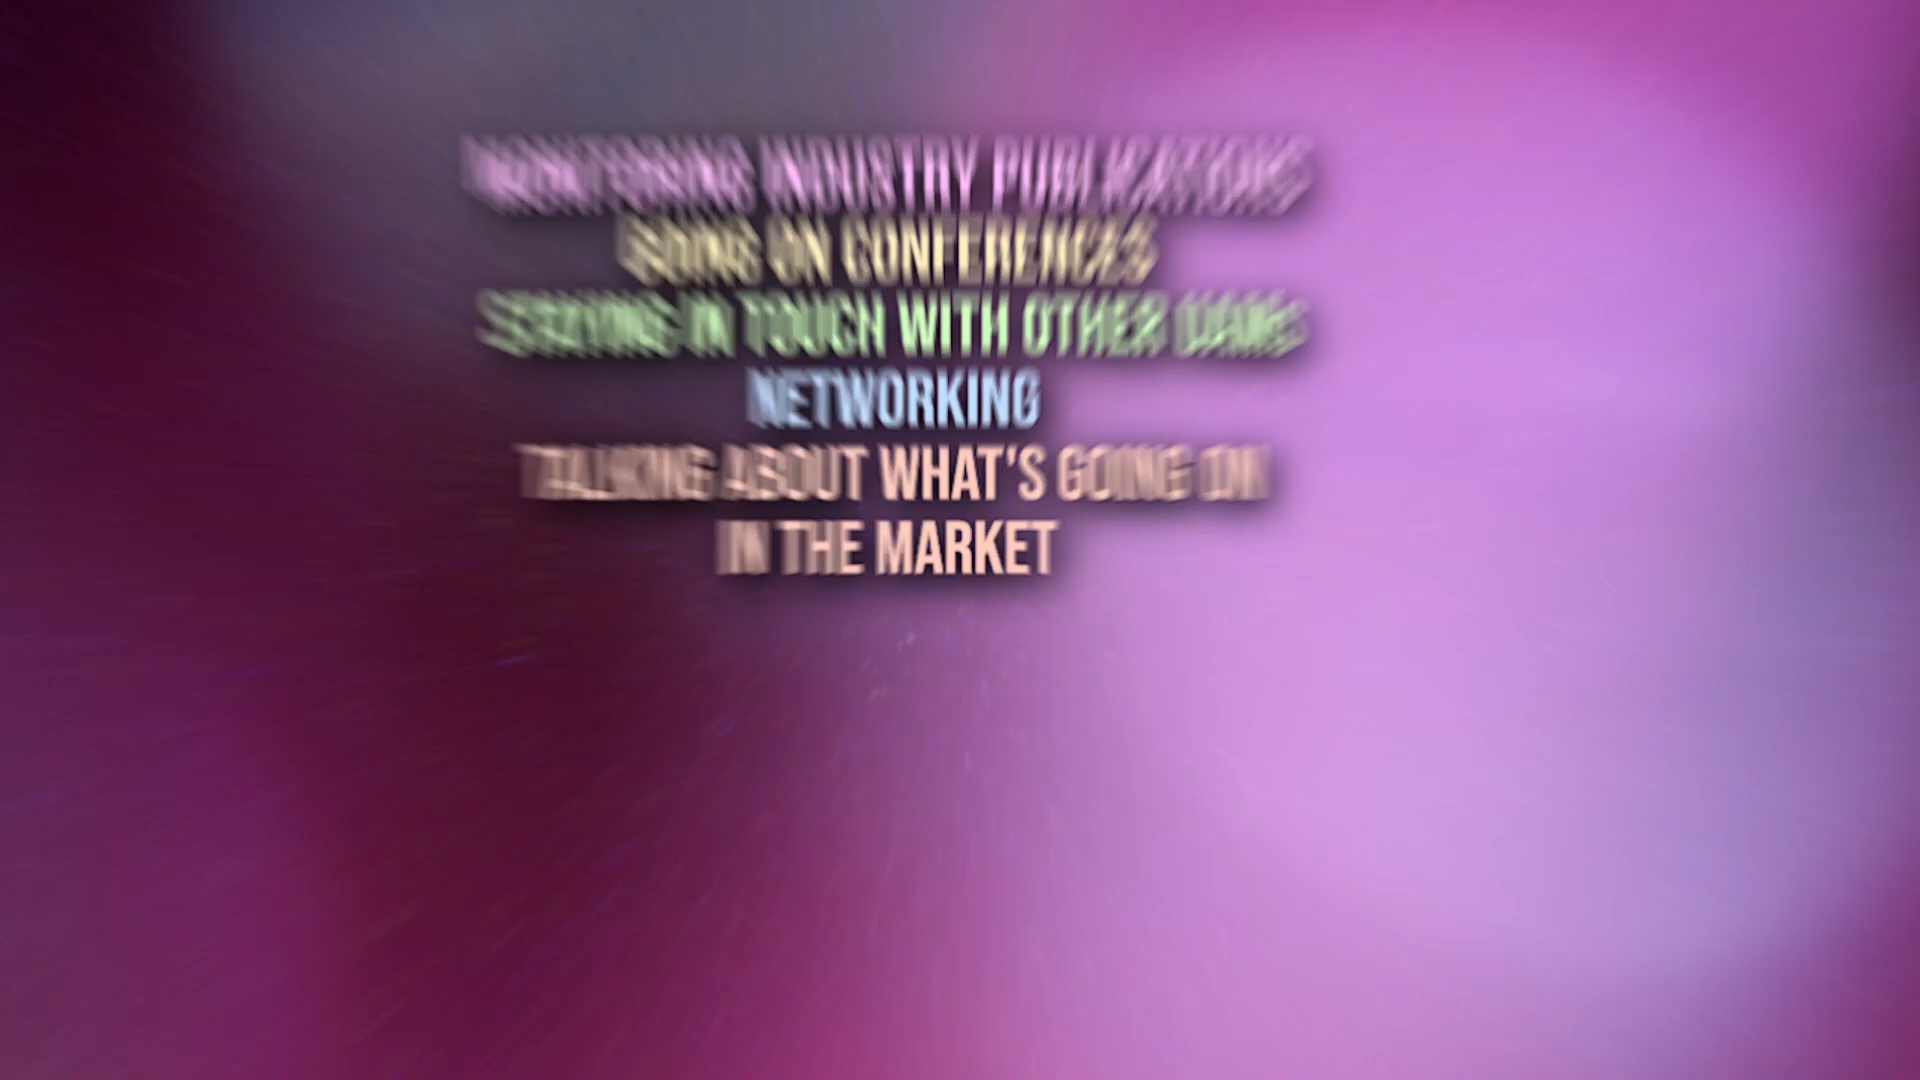 MONITORING INDUSTRY PUBLICATIONS
GOING ON CONFERENCES
STAYING IN TOUCH WITH OTHER
NETWORKING
TALKING ABOUT WHAT'S GOING ON
IN THE MARKET